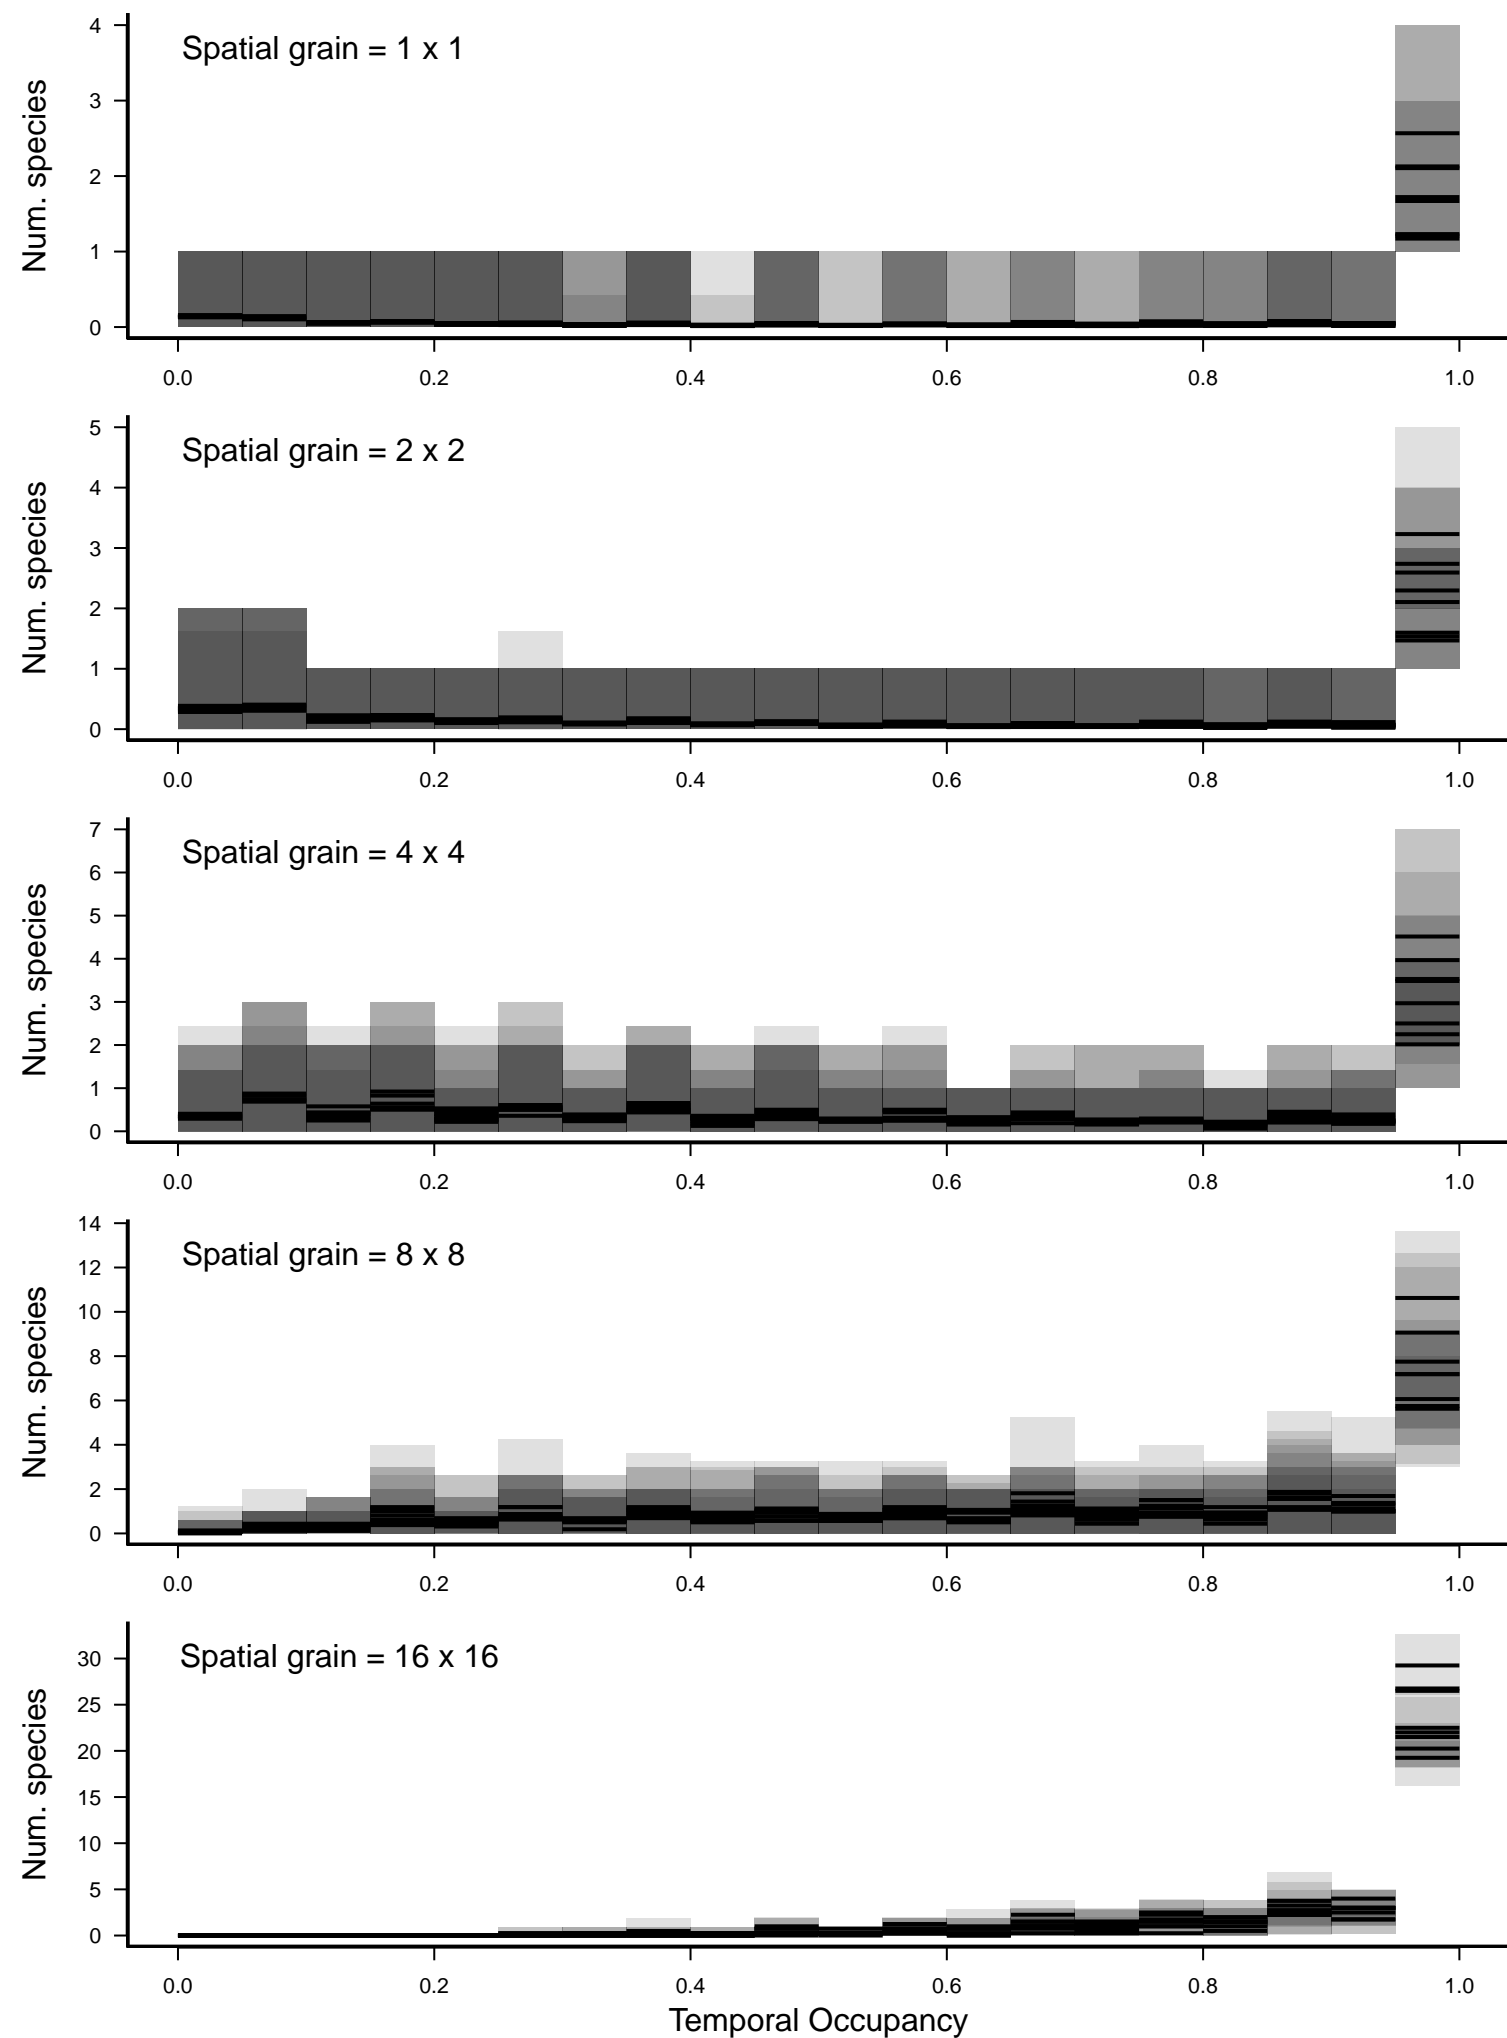 Spatial grain = 1 x 1
Num. species
4
3
2
1
0
0.0 0.2 0.4 0.6 0.8 1.0
Spatial grain = 2 x 2
Num. species
5
4
3
2
1
0
0.0 0.2 0.4 0.6 0.8 1.0
Spatial grain = 4 x 4
Num. species
7
6
5
4
3
2
1
0
0.0 0.2 0.4 0.6 0.8 1.0
Spatial grain = 8 x 8
Num. species
14
12
10
8
6
4
2
0
0.0 0.2 0.4 0.6 0.8 1.0
Spatial grain = 16 x 16
Num. species
30
25
20
15
10
5
0
0.0 0.2 0.4 0.6 0.8 1.0
Temporal Occupancy